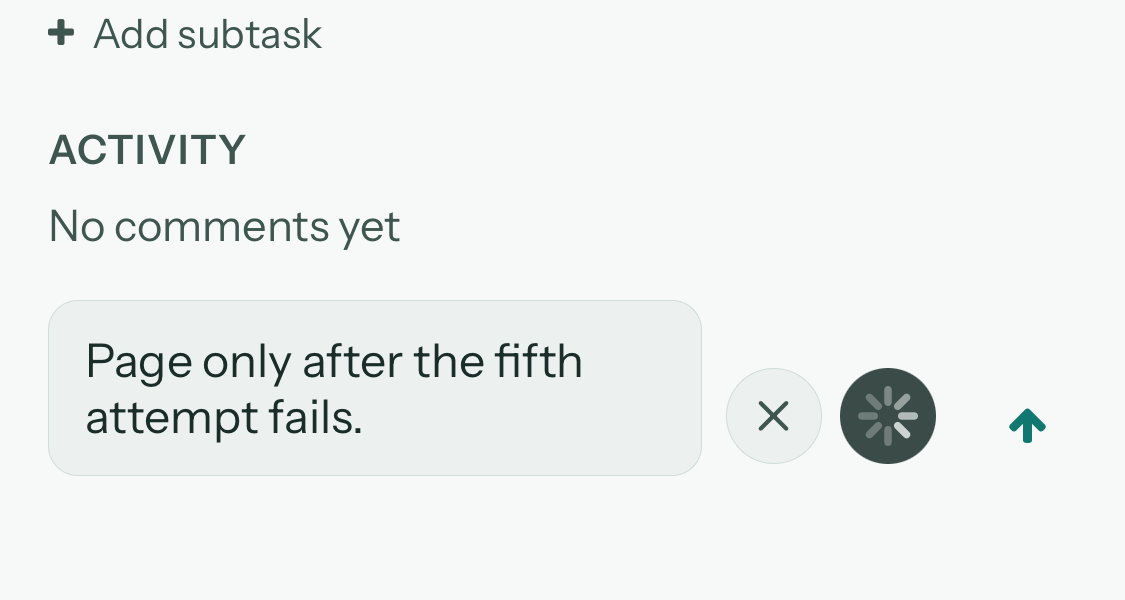 Add subtask
ACTIVITY
No comments yet
Page only after the fifth
attempt fails.